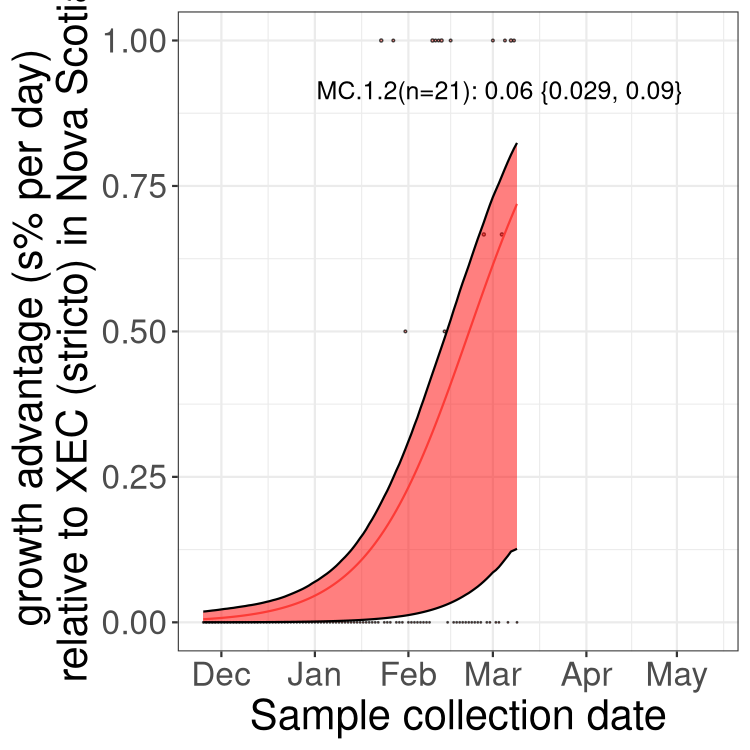 growth advantage (s% per day)
relative to XEC (stricto) in Nova Scotia
1.00
0.75
0.50
0.25
0.00
MC.1.2(n=21): 0.06 {0.029, 0.09}
Dec Jan Feb Mar Apr May
Sample collection date